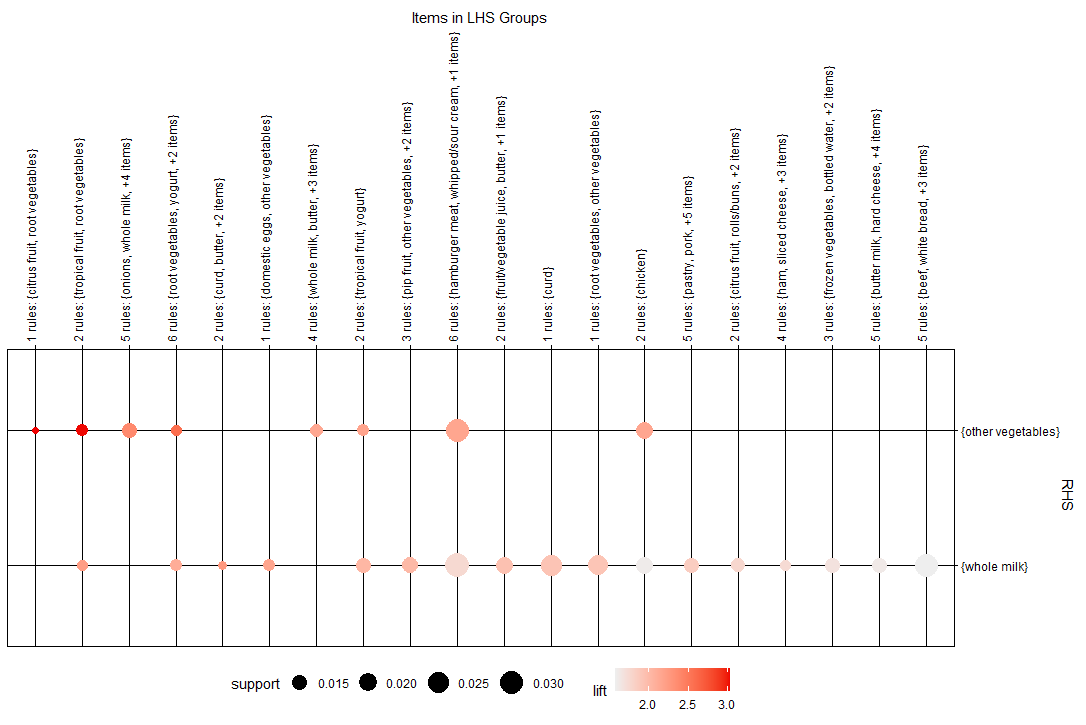 Items in LHS Groups
1 rules: {citrus fruit, root vegetables}
2 rules: {tropical fruit, root vegetables}
5 rules: {onions, whole milk, +4 items}
6 rules: {root vegetables, yogurt, +2 items}
2 rules: {curd, butter, +2 items}
1 rules: {domestic eggs, other vegetables}
4 rules: {whole milk, butter, +3 items}
2 rules: {tropical fruit, yogurt}
3 rules: {pip fruit, other vegetables, +2 items}
6 rules: {hamburger meat, whipped/sour cream, +1 items}
2 rules: {fruit/vegetable juice, butter, +1 items}
1 rules: {curd}
1 rules: {root vegetables, other vegetables}
2 rules: {chicken}
5 rules: {pastry, pork, +5 items}
2 rules: {citrus fruit, rolls/buns, +2 items}
4 rules: {ham, sliced cheese, +3 items}
3 rules: {frozen vegetables, bottled water, +2 items}
5 rules: {butter milk, hard cheese, +4 items}
5 rules: {beef, white bread, +3 items}
{other vegetables}
{whole milk}
RHS
support 0.015 0.020 0.025 0.030
lift 2.0 2.5 3.0